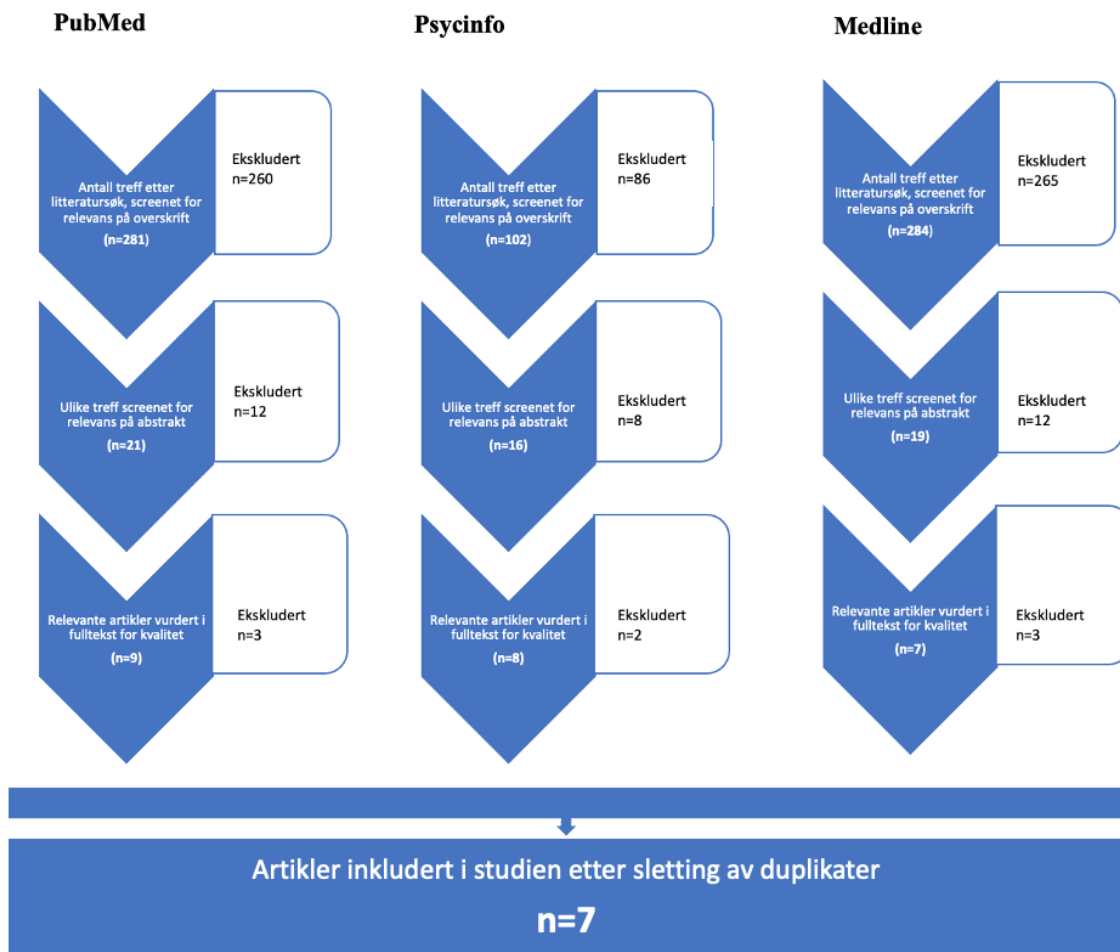 PubMed
Antall treff etter
litteratursøk, screenet for
relevans på overskrift
(n=281)
Ekskludert
n=260
Ulike treff screenet for
relevans på abstrakt
(n=21)
Ekskludert
n=12
Relevante artikler vurdert i
fulltekst for kvalitet
(n=9)
Ekskludert
n=3
Psycinfo
Antall treff etter
litteratursøk, screenet for
relevans på overskrift
(n=102)
Ekskludert
n=86
Ulike treff screenet for
relevans på abstrakt
(n=16)
Ekskludert
n=8
Relevante artikler vurdert i
fulltekst for kvalitet
(n=8)
Ekskludert
n=2
Medline
Antall treff etter
litteratursøk, screenet for
relevans på overskrift
(n=284)
Ekskludert
n=265
Ulike treff screenet for
relevans på abstrakt
(n=19)
Ekskludert
n=12
Relevante artikler vurdert i
fulltekst for kvalitet
(n=7)
Ekskludert
n=3
Artikler inkludert i studien etter sletting av duplikater
n=7